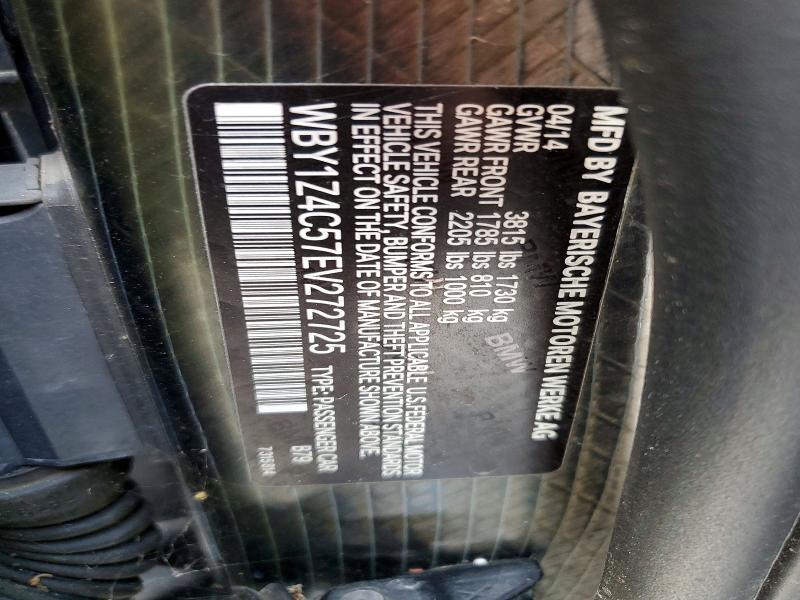 MFD BY BAYERISCHE MOTOREN WERKE AG
04/14
GVWR 3815 lbs 1730 kg
GAWR FRONT 1785 lbs 810 kg
GAWR REAR 2205 lbs 1000 kg
THIS VEHICLE CONFORMS TO ALL APPLICABLE U.S. FEDERAL MOTOR
VEHICLE SAFETY, BUMPER AND THEFT PREVENTION STANDARDS
IN EFFECT ON THE DATE OF MANUFACTURE SHOWN ABOVE.
WBY1Z4C57EV272725 TYPE: PASSENGER CAR
B79
BMW